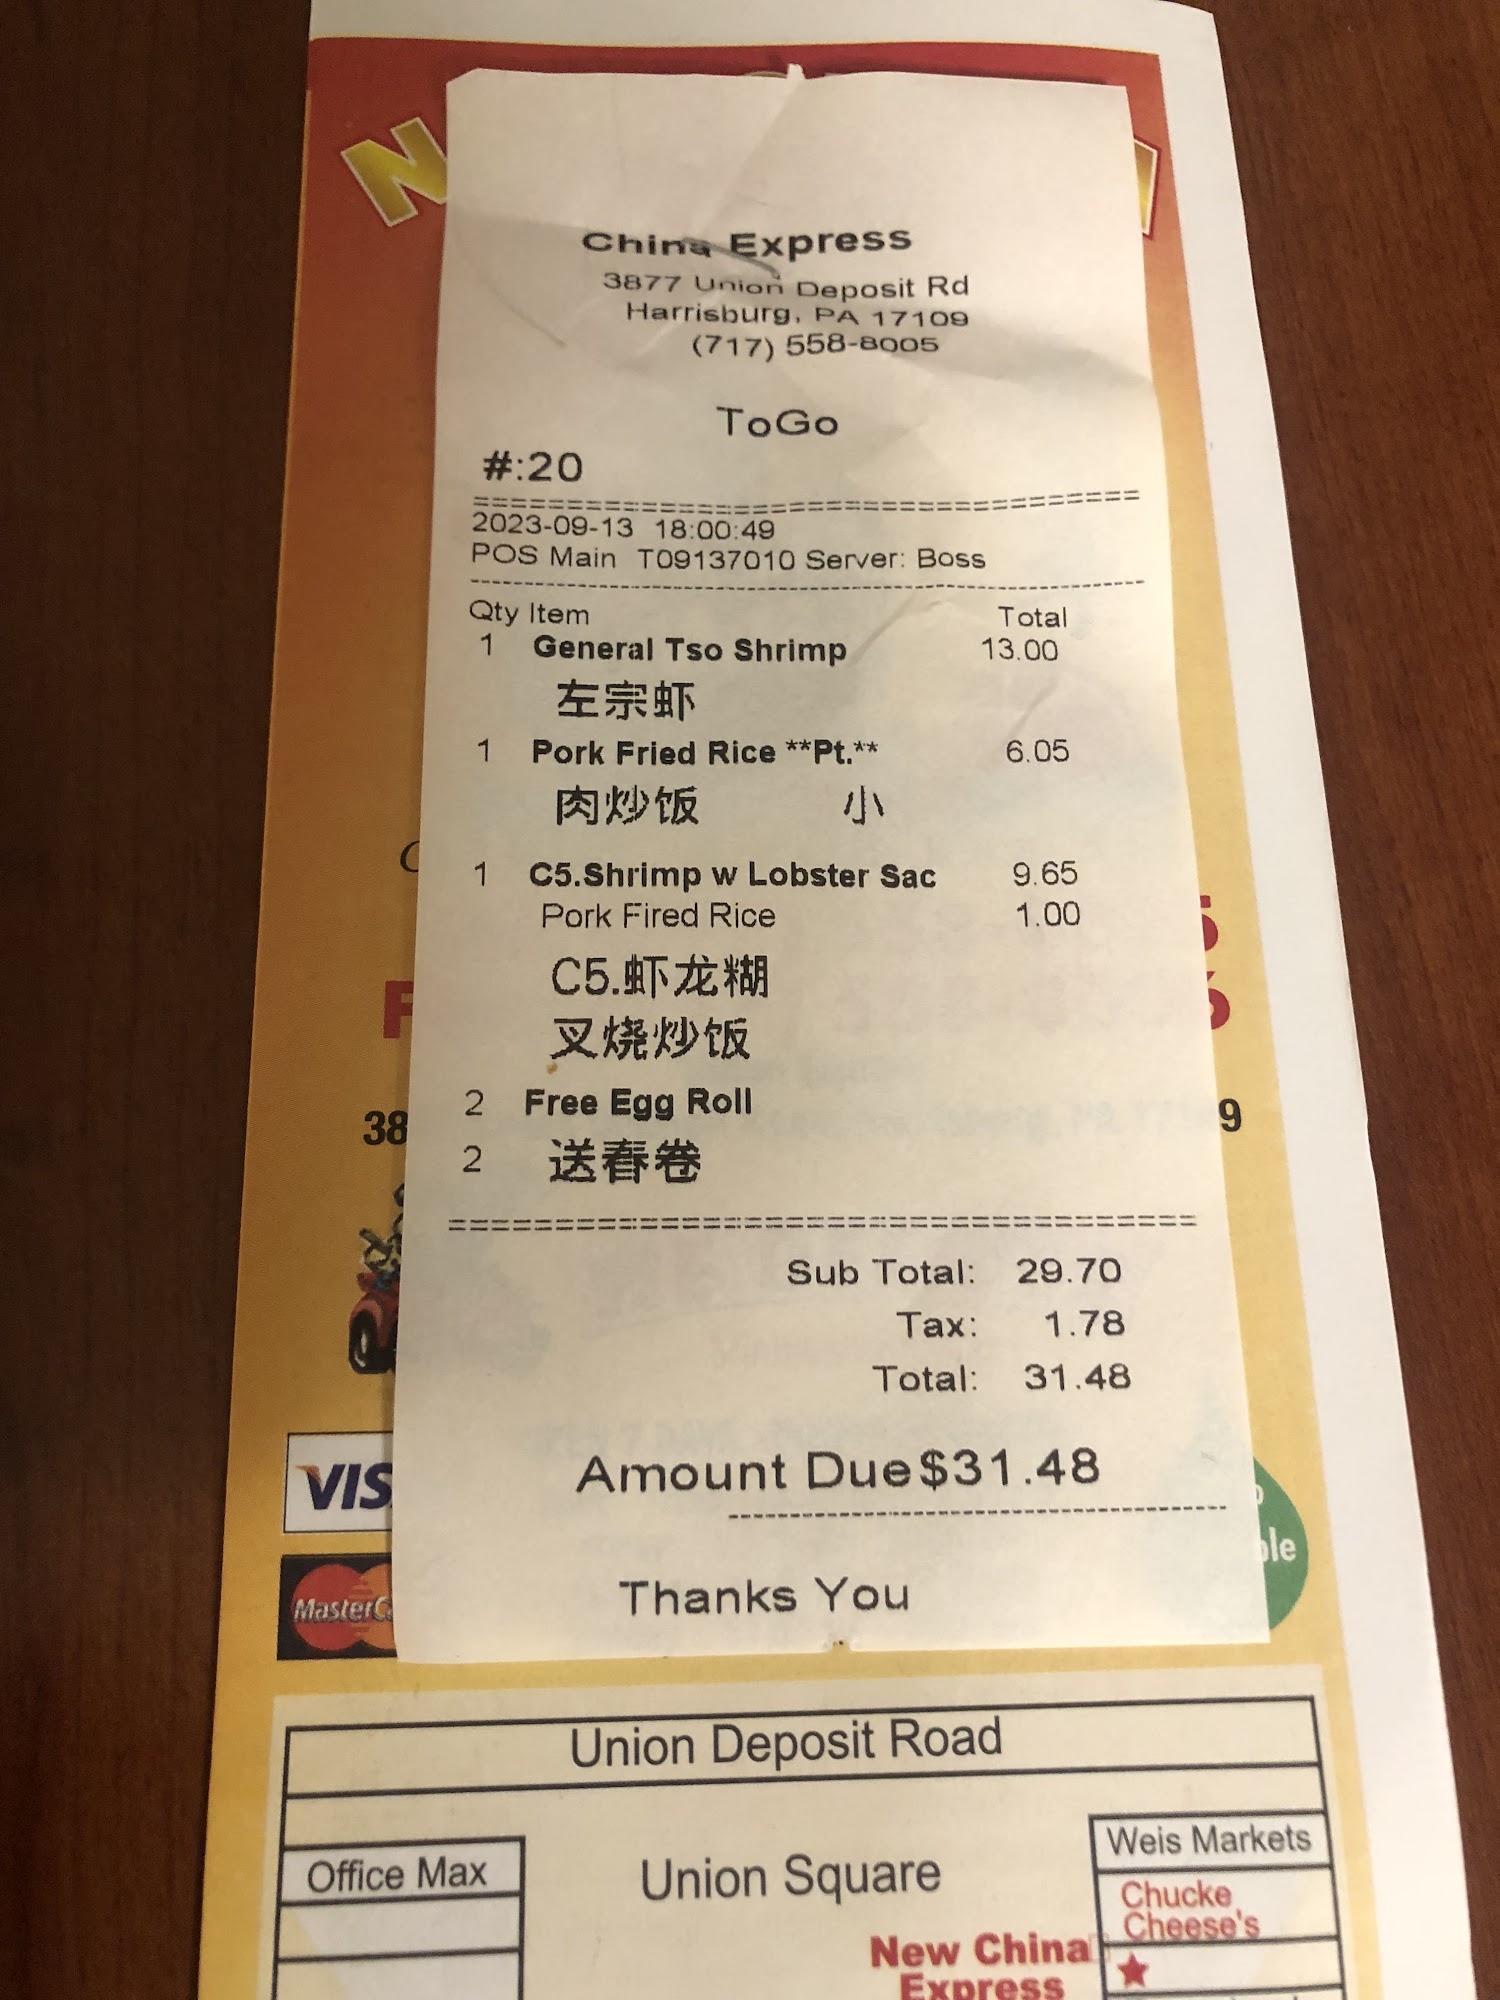 China Express
3877 Union Deposit Rd
Harrisburg, PA 17109
(717) 558-8005
ToGo
#:20
2023-09-13 18:00:49
POS Main T09137010 Server: Boss
Qty Item Total
1 General Tso Shrimp 13.00
左宗虾
1 Pork Fried Rice **Pt.** 6.05
肉炒饭 小
1 C5.Shrimp w Lobster Sac 9.65
Pork Fired Rice 1.00
C5.虾龙糊
叉烧炒饭
2 Free Egg Roll
2 送春卷
Sub Total: 29.70
Tax: 1.78
Total: 31.48
Amount Due$31.48
Thanks You
VIS
MasterC
ble
Union Deposit Road
Office Max
Union Square
Weis Markets
Chucke
Cheese's
New China
Express